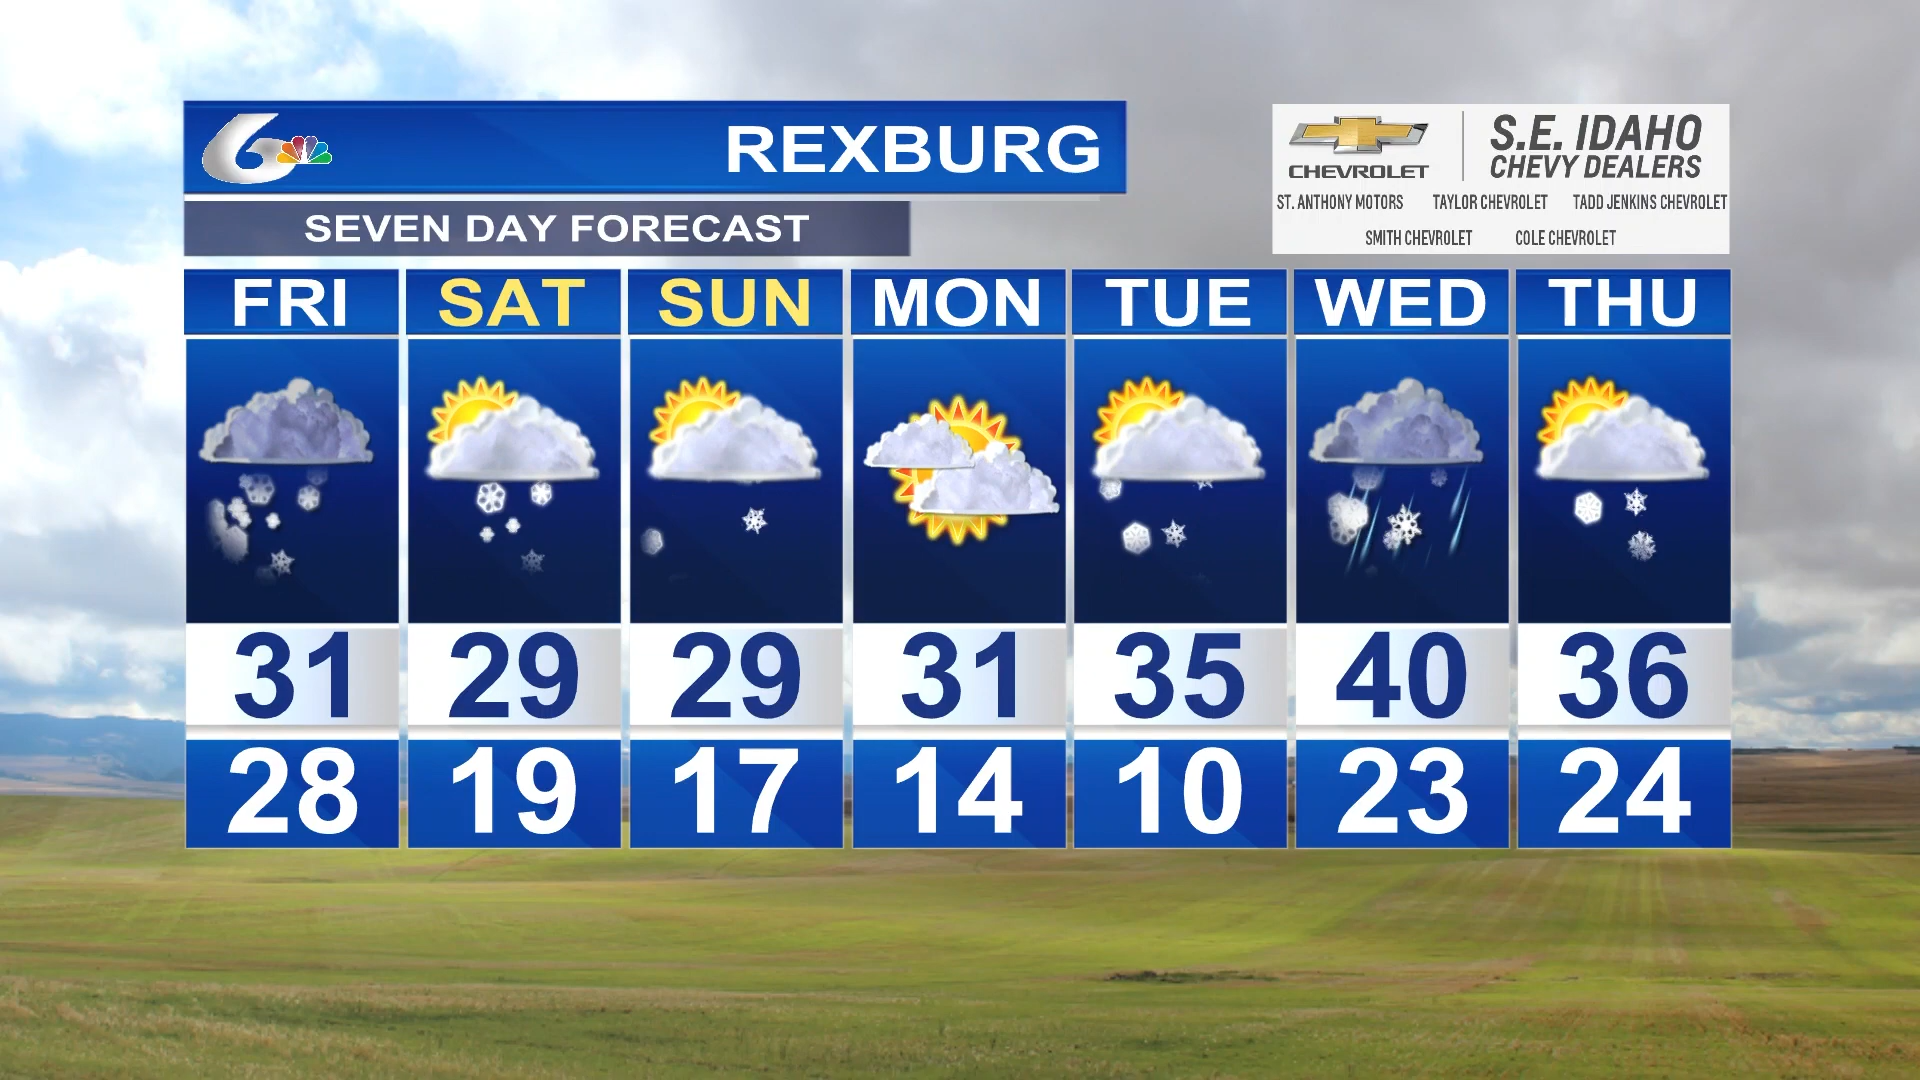 6
REXBURG
SEVEN DAY FORECAST
CHEVROLET
S.E. IDAHO
CHEVY DEALERS
ST. ANTHONY MOTORS TAYLOR CHEVROLET TADD JENKINS CHEVROLET
SMITH CHEVROLET COLE CHEVROLET
FRI SAT SUN MON TUE WED THU
31 29 29 31 35 40 36
28 19 17 14 10 23 24